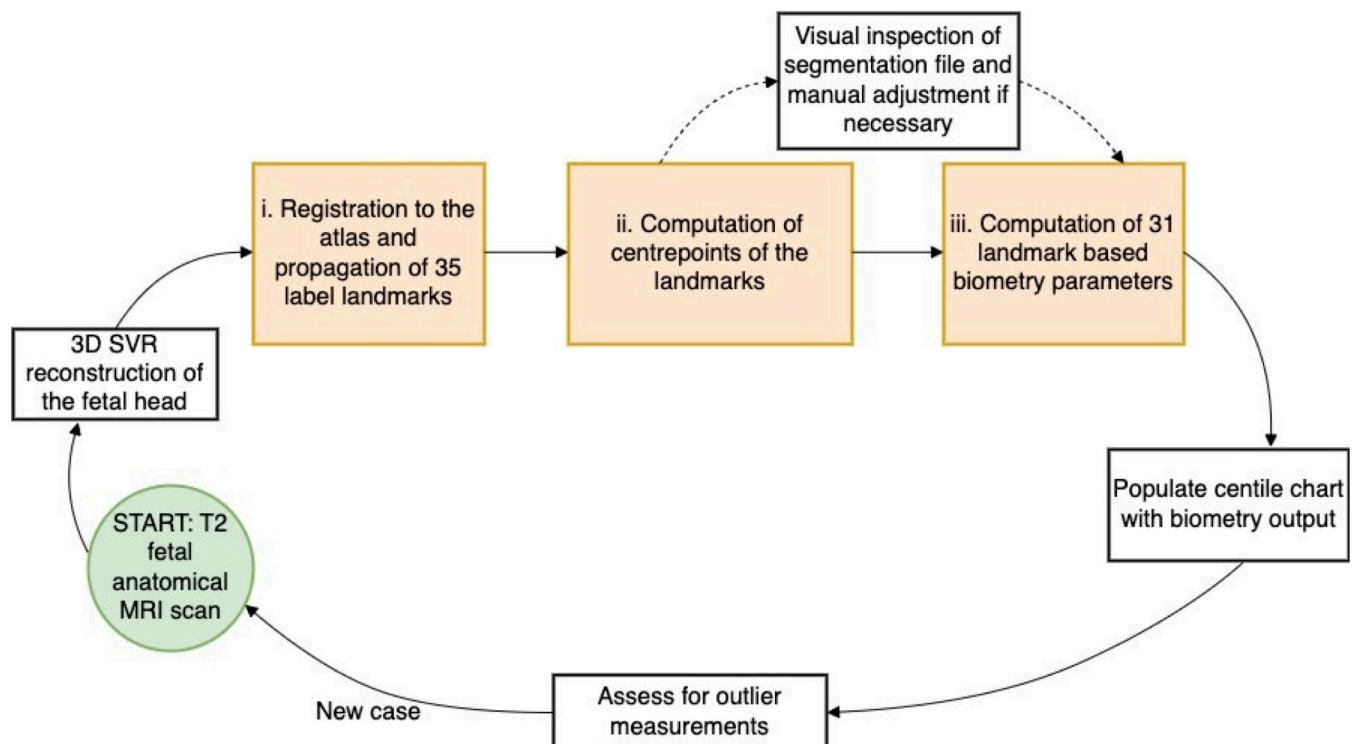 Visual inspection of
segmentation file and
manual adjustment if
necessary
i. Registration to the
atlas and
propagation of 35
label landmarks
ii. Computation of
centrepoints of the
landmarks
iii. Computation of 31
landmark based
biometry parameters
3D SVR
reconstruction of
the fetal head
START: T2
fetal
anatomical
MRI scan
Populate centile chart
with biometry output
Assess for outlier
measurements
New case